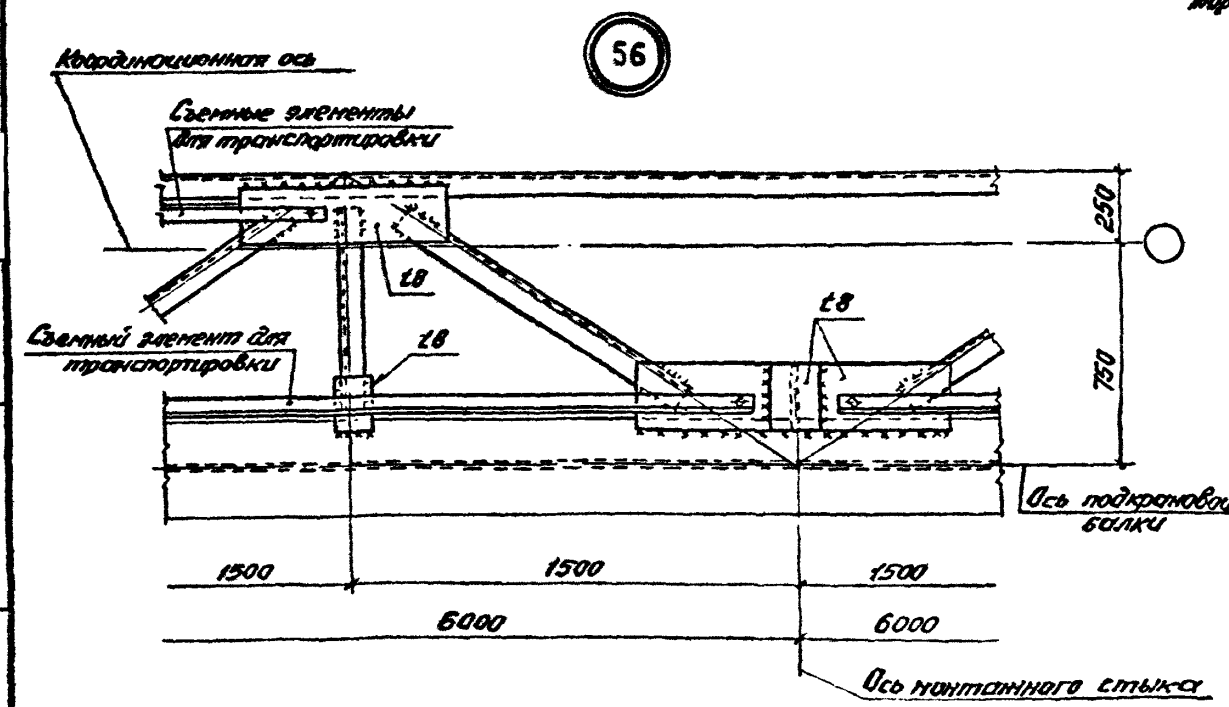 56
Координационная ось
Съемные элементы
для транспортировки
250
t8
t8
Съемный элемент для
транспортировки
t8
750
Ось подкрановой
балки
1500
1500
1500
6000
6000
Ось монтажного стыка